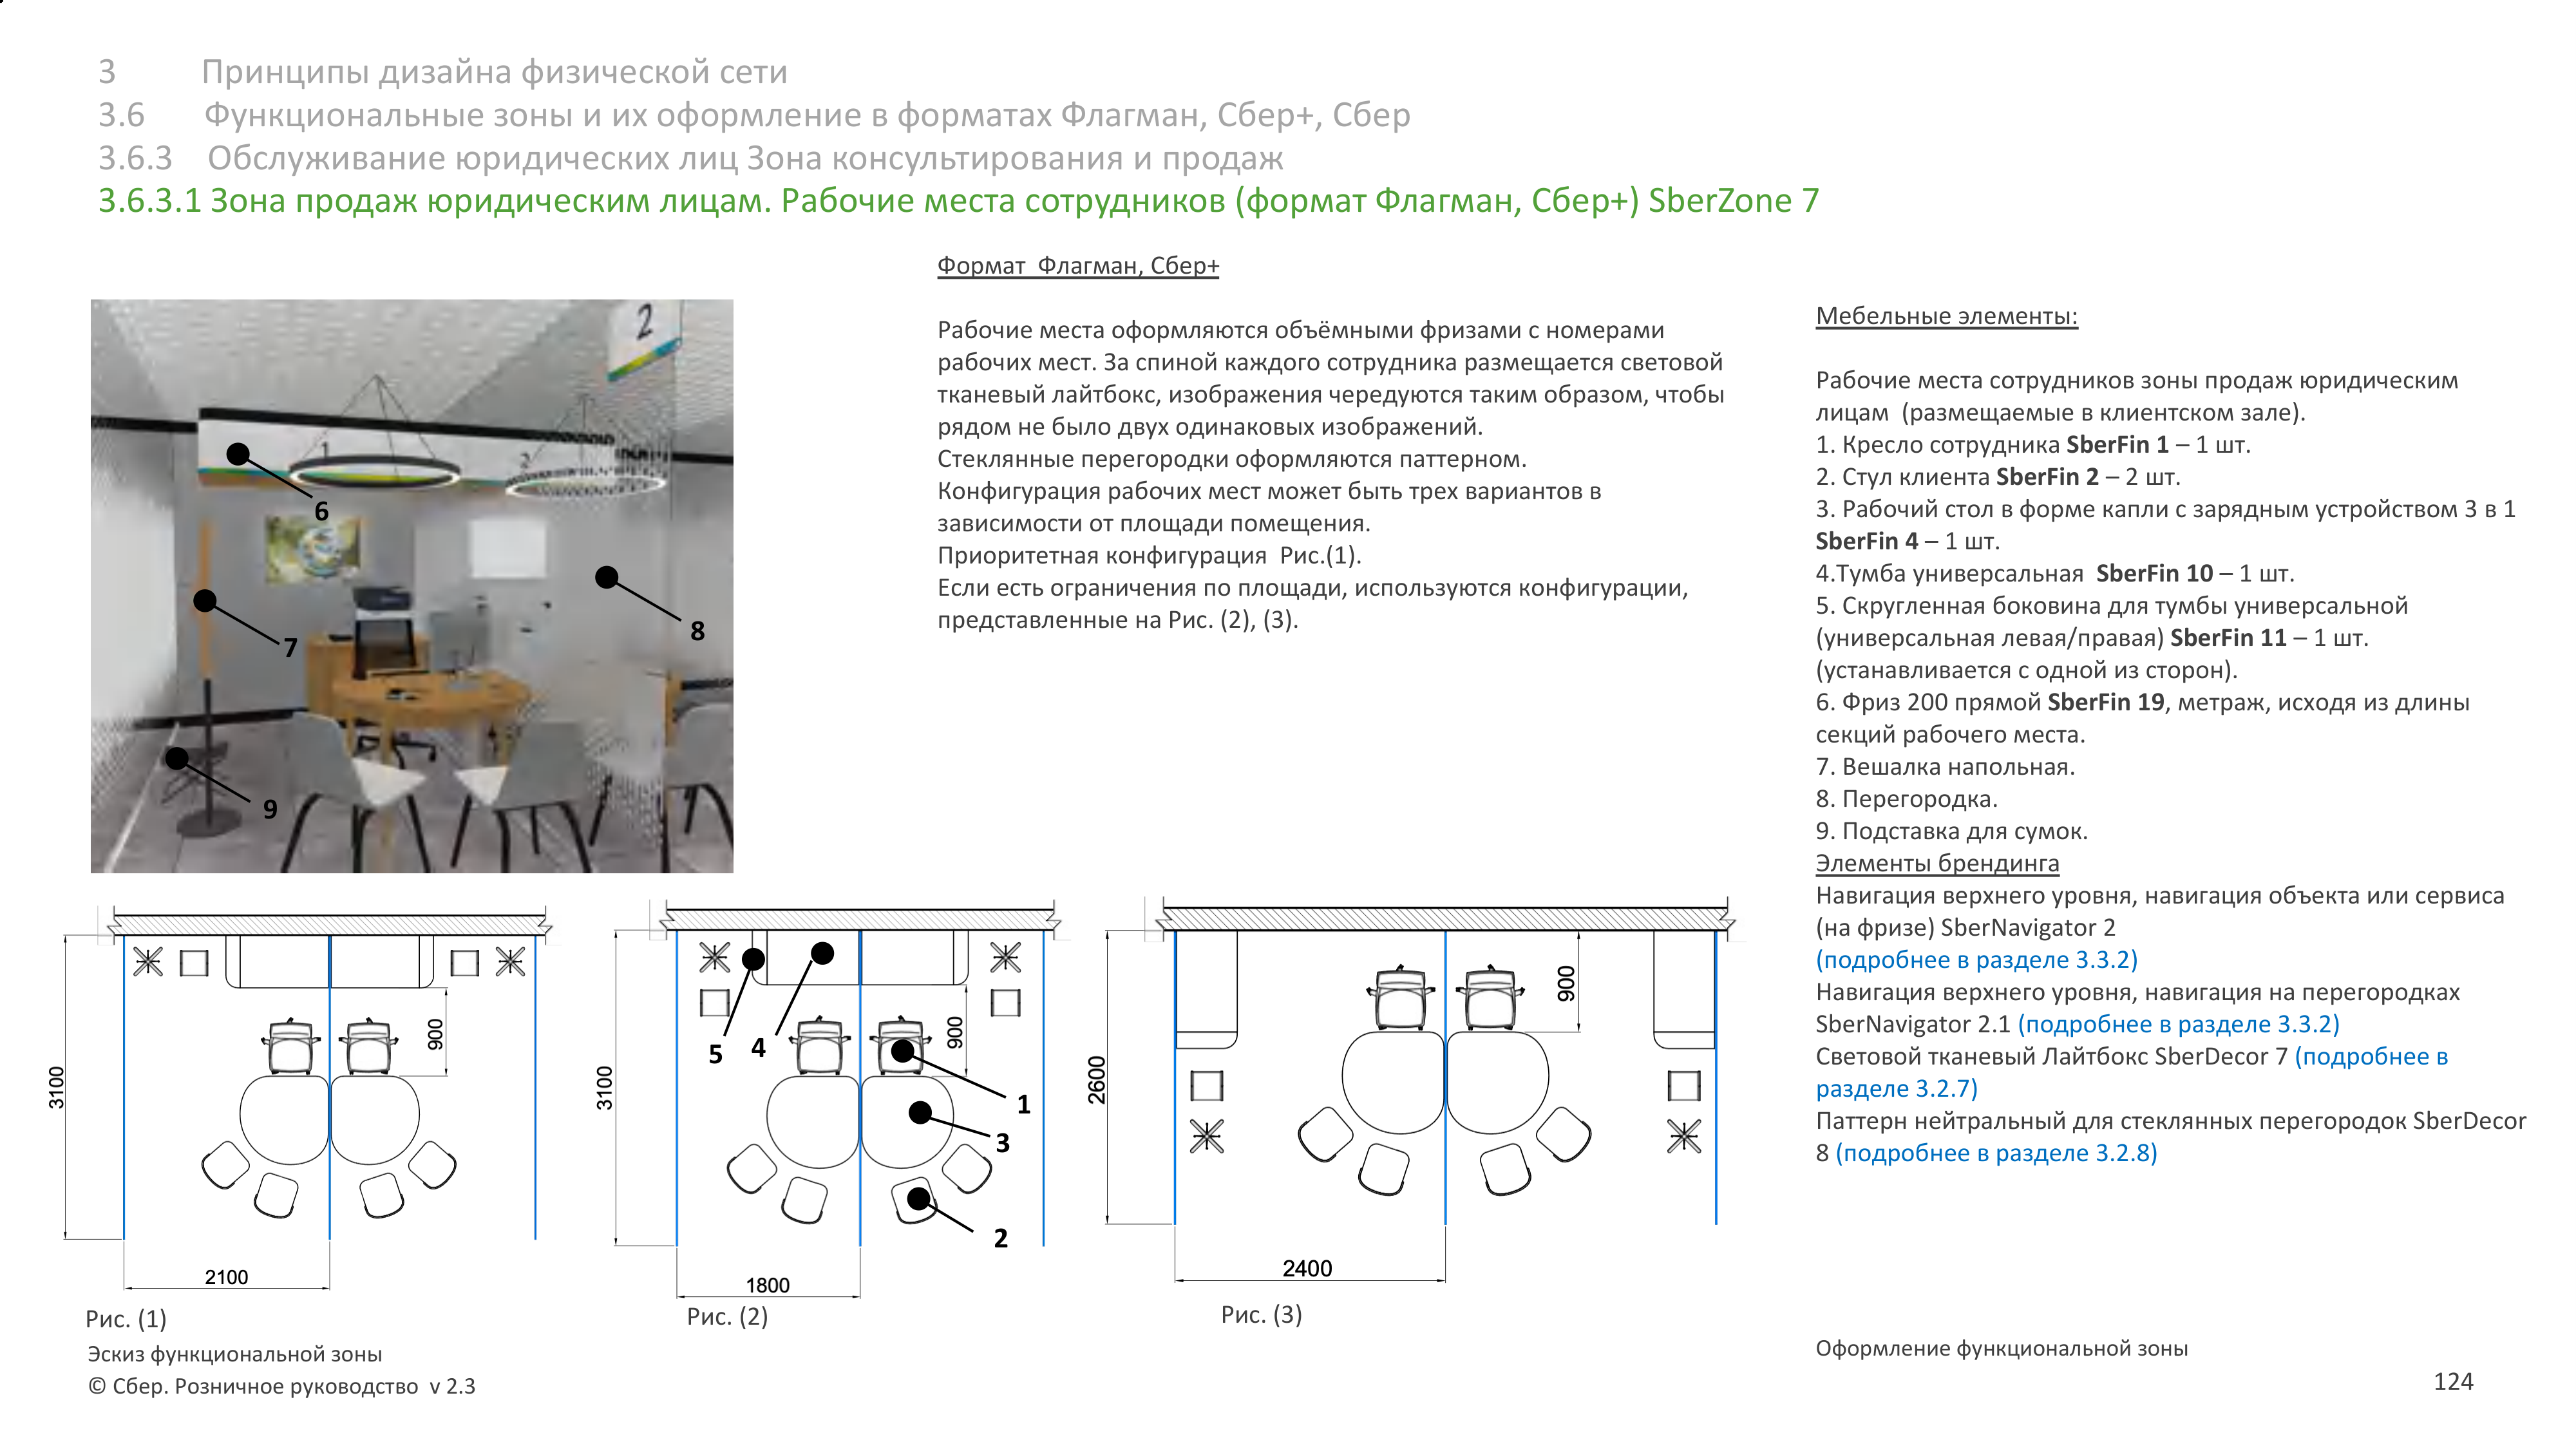 3 Принципы дизайна физической сети
3.6 Функциональные зоны и их оформление в форматах Флагман, Сбер+, Сбер
3.6.3 Обслуживание юридических лиц Зона консультирования и продаж
3.6.3.1 Зона продаж юридическим лицам. Рабочие места сотрудников (формат Флагман, Сбер+) SberZone 7
Формат Флагман, Сбер+
Рабочие места оформляются объёмными фризами с номерами
рабочих мест. За спиной каждого сотрудника размещается световой
тканевый лайтбокс, изображения чередуются таким образом, чтобы
рядом не было двух одинаковых изображений.
Стеклянные перегородки оформляются паттерном.
Конфигурация рабочих мест может быть трех вариантов в
зависимости от площади помещения.
Приоритетная конфигурация Рис.(1).
Если есть ограничения по площади, используются конфигурации,
представленные на Рис. (2), (3).
Мебельные элементы:
Рабочие места сотрудников зоны продаж юридическим
лицам (размещаемые в клиентском зале).
1. Кресло сотрудника SberFin 1 – 1 шт.
2. Стул клиента SberFin 2 – 2 шт.
3. Рабочий стол в форме капли с зарядным устройством 3 в 1
SberFin 4 – 1 шт.
4.Тумба универсальная SberFin 10 – 1 шт.
5. Скругленная боковина для тумбы универсальной
(универсальная левая/правая) SberFin 11 – 1 шт.
(устанавливается с одной из сторон).
6. Фриз 200 прямой SberFin 19, метраж, исходя из длины
секций рабочего места.
7. Вешалка напольная.
8. Перегородка.
9. Подставка для сумок.
Элементы брендинга
Навигация верхнего уровня, навигация объекта или сервиса
(на фризе) SberNavigator 2
(подробнее в разделе 3.3.2)
Навигация верхнего уровня, навигация на перегородках
SberNavigator 2.1 (подробнее в разделе 3.3.2)
Световой тканевый Лайтбокс SberDecor 7 (подробнее в
разделе 3.2.7)
Паттерн нейтральный для стеклянных перегородок SberDecor
8 (подробнее в разделе 3.2.8)
2
1
2
6
7
8
9
3100
900
2100
Рис. (1)
3100
900
5
4
1
3
2
1800
Рис. (2)
2600
900
2400
Рис. (3)
Эскиз функциональной зоны
© Сбер. Розничное руководство v 2.3
Оформление функциональной зоны
124